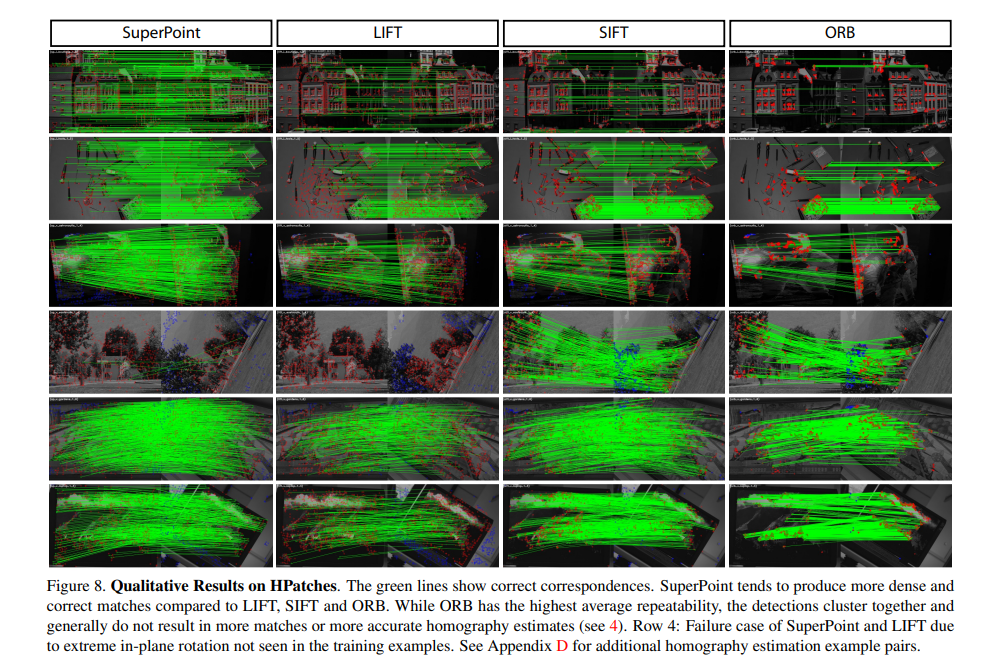 SuperPoint
LIFT
SIFT
ORB
Figure 8. Qualitative Results on HPatches. The green lines show correct correspondences. SuperPoint tends to produce more dense and
correct matches compared to LIFT, SIFT and ORB. While ORB has the highest average repeatability, the detections cluster together and
generally do not result in more matches or more accurate homography estimates (see 4). Row 4: Failure case of SuperPoint and LIFT due
to extreme in-plane rotation not seen in the training examples. See Appendix D for additional homography estimation example pairs.